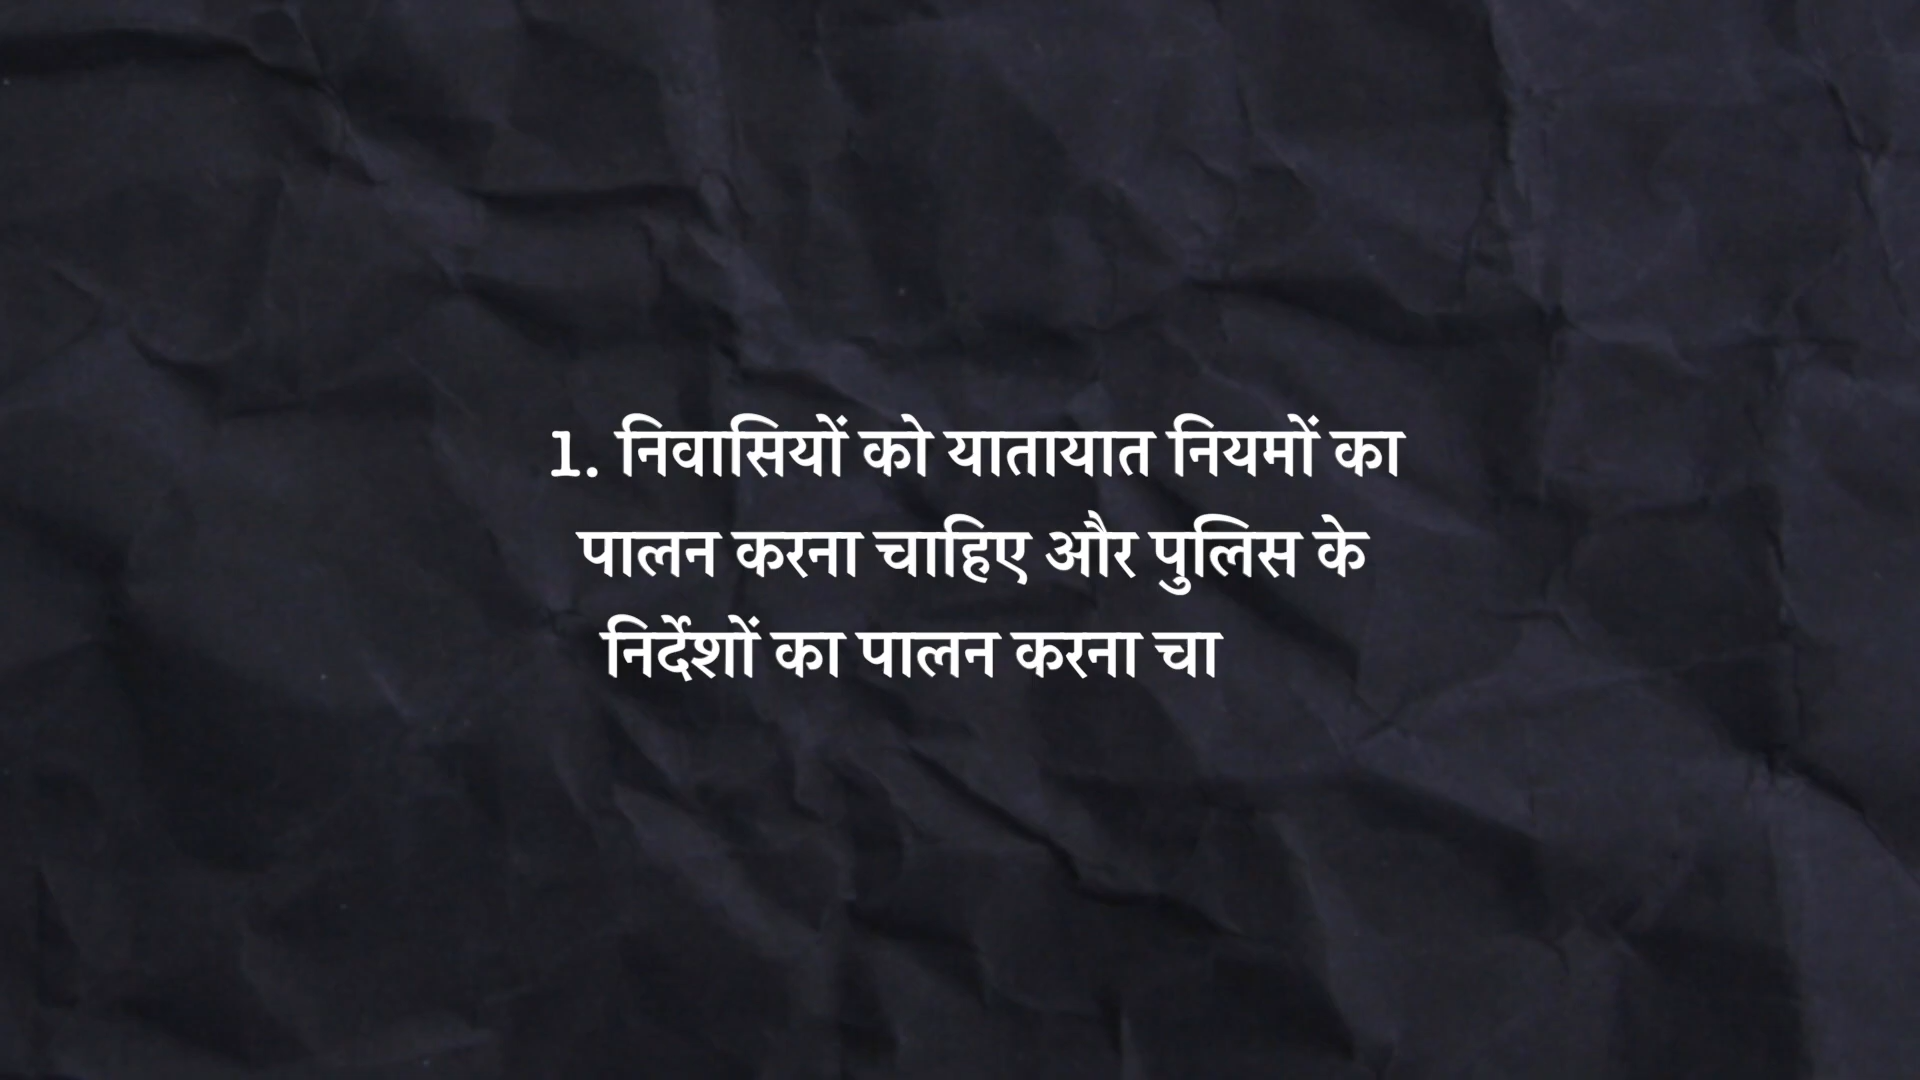 1. निवासियों को यातायात नियमों का
पालन करना चाहिए और पुलिस के
निर्देशों का पालन करना चा